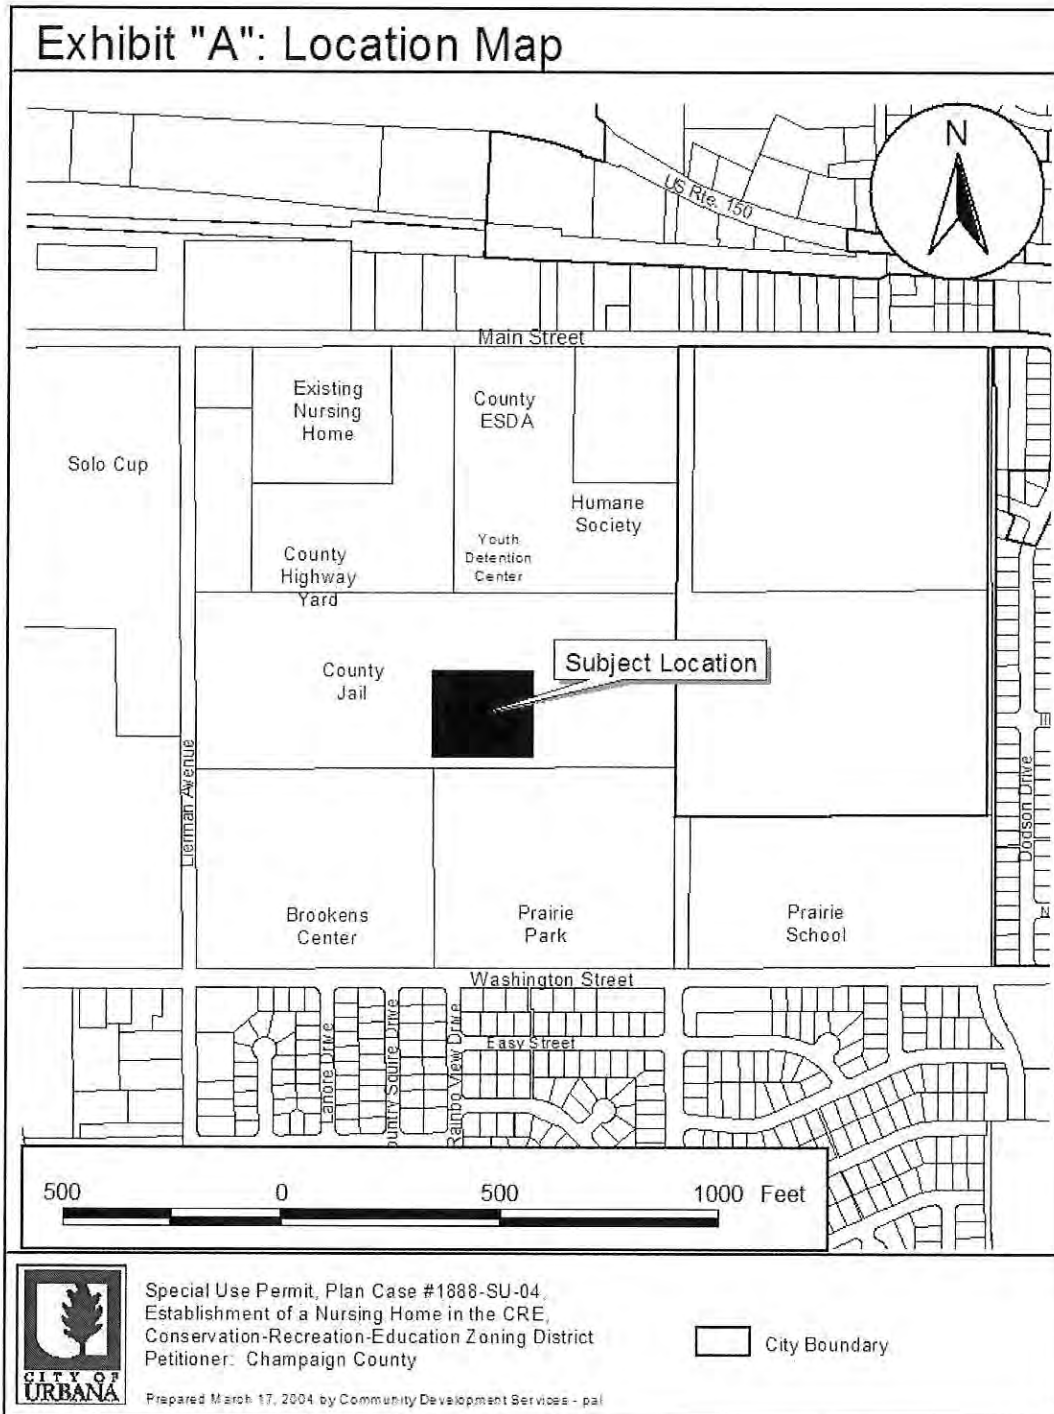 Exhibit "A": Location Map
N
US Rte. 150
Main Street
Existing
Nursing
Home
County
ESDA
Solo Cup
Humane
Society
Youth
Detention
Center
County
Highway
Yard
Subject Location
County
Jail
Lierman Avenue
Dodson Drive
Brookens
Center
Prairie
Park
Prairie
School
Washington Street
Lanore Drive
ountry Squire Drive
Rainbo View Drive
Easy Street
500 0 500 1000 Feet
Special Use Permit, Plan Case #1888-SU-04,
Establishment of a Nursing Home in the CRE,
Conservation-Recreation-Education Zoning District
Petitioner: Champaign County
City Boundary
CITY OF
URBANA
Prepared March 17, 2004 by Community Development Services - pal